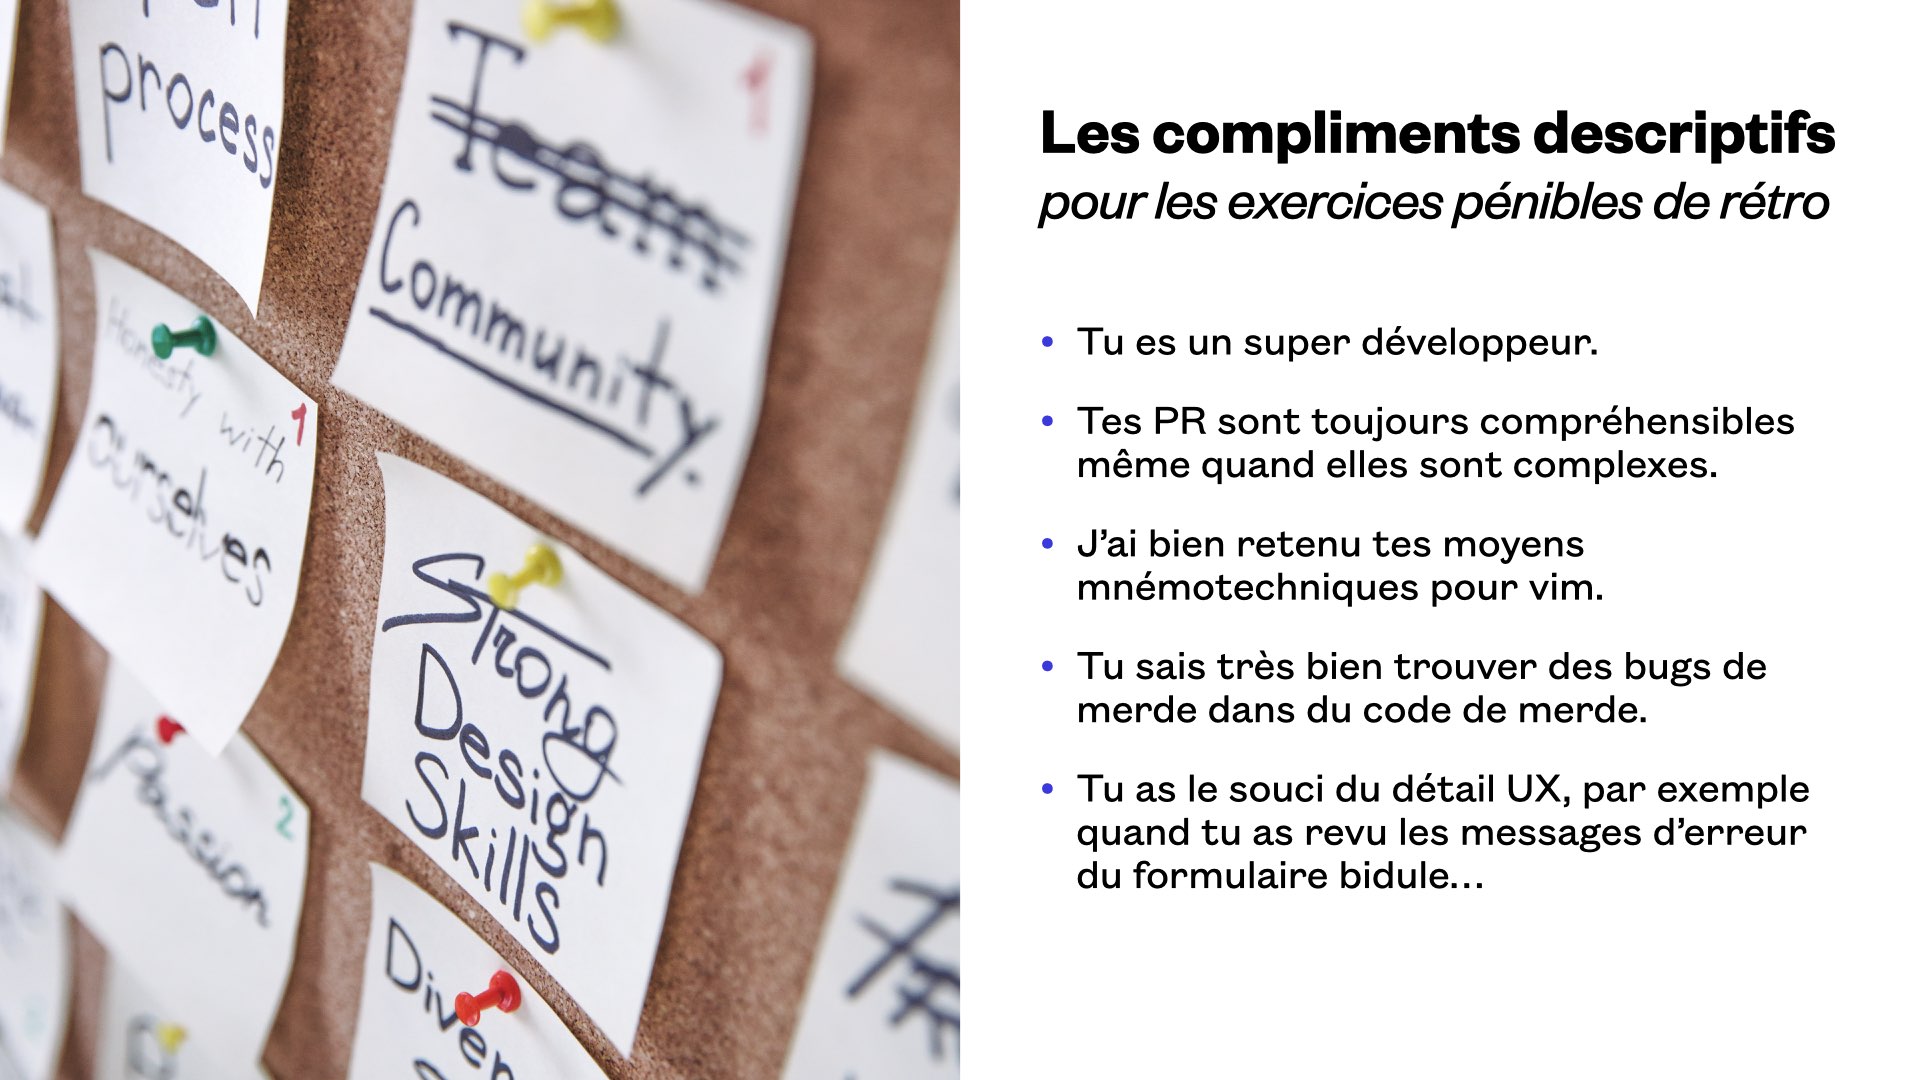 process
1
Team
Community.
Honesty with
1
ourselves
Strong
Design
Skills
Passion
2
Les compliments descriptifs
pour les exercices pénibles de rétro
• Tu es un super développeur.
• Tes PR sont toujours compréhensibles
même quand elles sont complexes.
• J’ai bien retenu tes moyens
mnémotechniques pour vim.
• Tu sais très bien trouver des bugs de
merde dans du code de merde.
• Tu as le souci du détail UX, par exemple
quand tu as revu les messages d’erreur
du formulaire bidule…